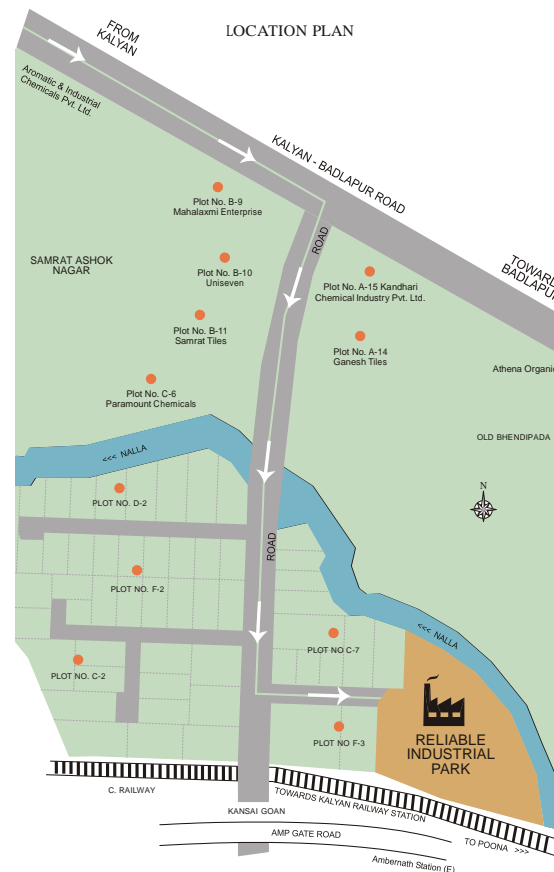 LOCATION PLAN
FROM
KALYAN
Aromatic & Industrial
Chemicals Pvt. Ltd.
KALYAN - BADLAPUR ROAD
Plot No. B-9
Mahalaxmi Enterprise
ROAD
TOWARDS
BADLAPUR
SAMRAT ASHOK
NAGAR
Plot No. B-10
Uniseven
Plot No. A-15 Kandhari
Chemical Industry Pvt. Ltd.
Plot No. B-11
Samrat Tiles
Plot No. A-14
Ganesh Tiles
Athena Organic
Plot No. C-6
Paramount Chemicals
OLD BHENDIPADA
<<< NALLA
N
PLOT NO. D-2
ROAD
PLOT NO. F-2
<<< NALLA
PLOT NO C-7
PLOT NO. C-2
PLOT NO F-3
RELIABLE
INDUSTRIAL
PARK
C. RAILWAY
TOWARDS KALYAN RAILWAY STATION
KANSAI GOAN
AMP GATE ROAD
TO POONA >>>
Ambernath Station (E)